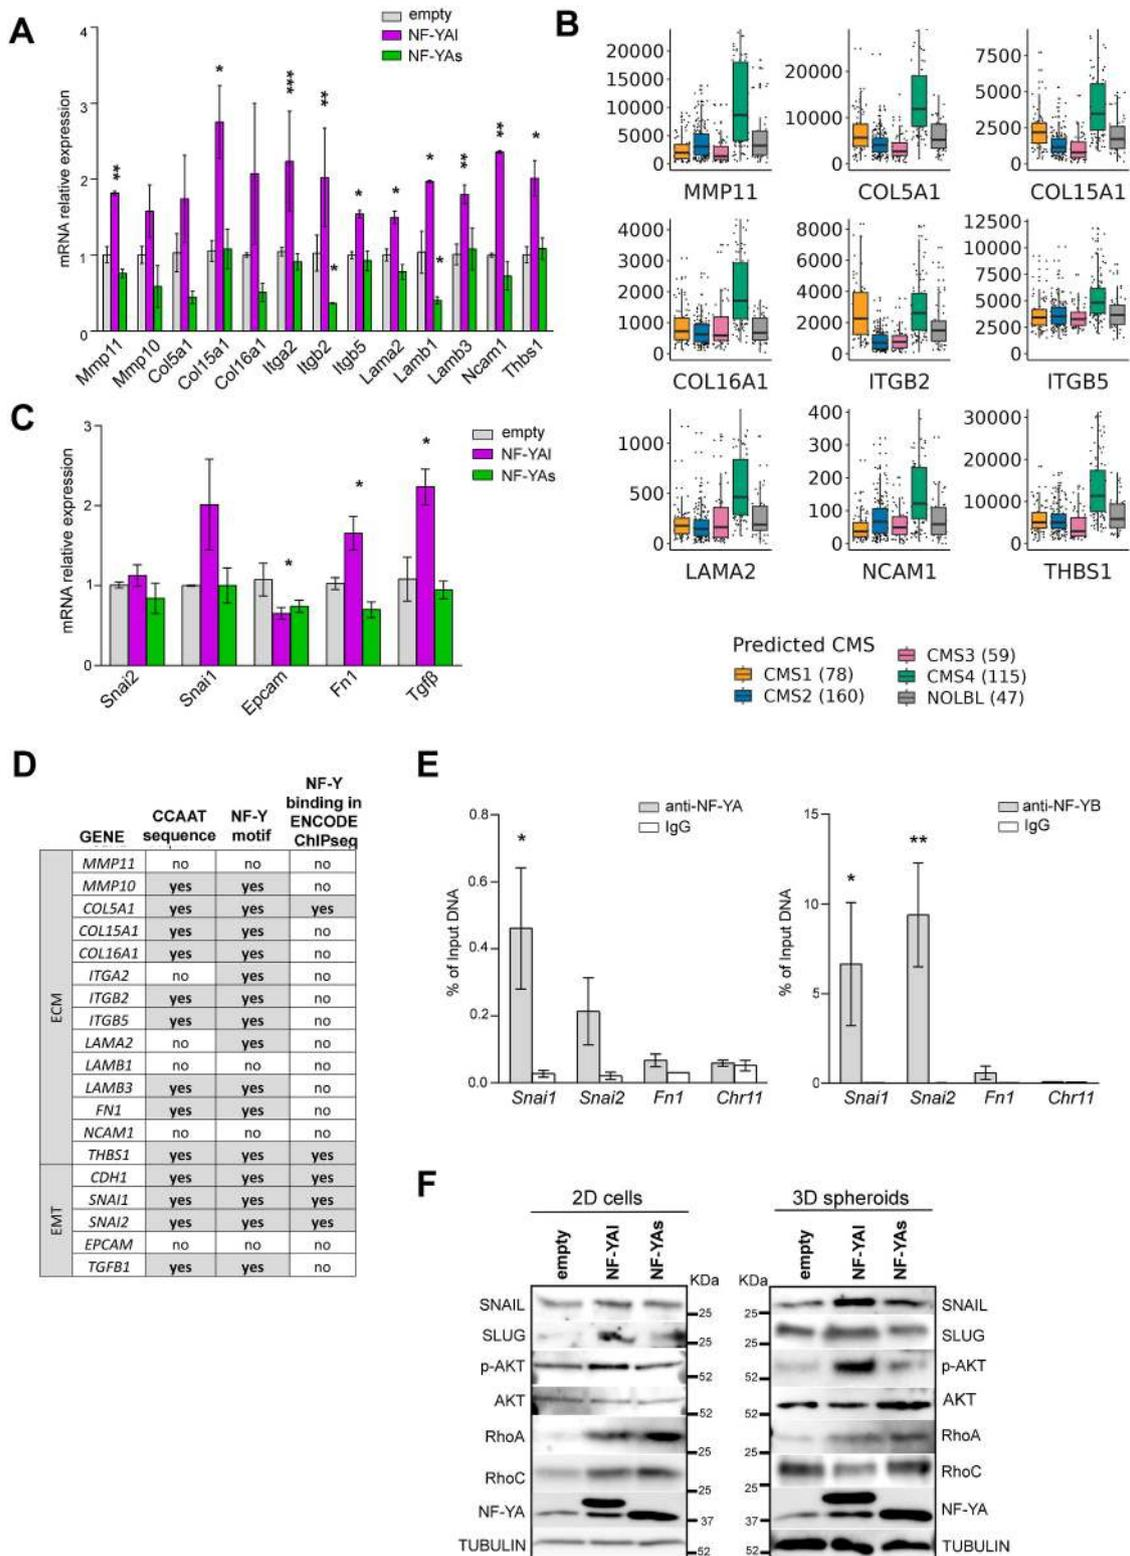 A
empty
NF-YAl
NF-YAs
4
3
2
1
0
mRNA relative expression
** * *** ** * * * * ** ** * *
Mmp11 Mmp10 Col5a1 Col15a1 Col16a1 Itga2 Itgb2 Itgb5 Lama2 Lamb1 Lamb3 Ncam1 Thbs1
B
20000
15000
10000
5000
0
MMP11
20000
10000
0
COL5A1
7500
5000
2500
0
COL15A1
4000
3000
2000
1000
0
COL16A1
8000
6000
4000
2000
0
ITGB2
12500
10000
7500
5000
2500
0
ITGB5
1000
500
0
LAMA2
400
300
200
100
0
NCAM1
30000
20000
10000
0
THBS1
Predicted CMS
CMS1 (78)
CMS2 (160)
CMS3 (59)
CMS4 (115)
NOLBL (47)
C
empty
NF-YAl
NF-YAs
3
2
1
0
mRNA relative expression
* * *
Snai2 Snai1 Epcam Fn1 Tgfβ
D
GENE CCAAT sequence NF-Y motif NF-Y binding in ENCODE ChIPseq
ECM
MMP11 no no no
MMP10 yes yes no
COL5A1 yes yes yes
COL15A1 yes yes no
COL16A1 yes yes no
ITGA2 no yes no
ITGB2 yes yes no
ITGB5 yes yes no
LAMA2 no yes no
LAMB1 no no no
LAMB3 yes yes no
FN1 yes yes no
NCAM1 no no no
THBS1 yes yes yes
EMT
CDH1 yes yes yes
SNAI1 yes yes yes
SNAI2 yes yes yes
EPCAM no no no
TGFB1 yes yes no
E
anti-NF-YA
IgG
0.8
0.6
0.4
0.2
0.0
% of Input DNA
*
Snai1 Snai2 Fn1 Chr11
anti-NF-YB
IgG
15
10
5
0
% of Input DNA
* **
Snai1 Snai2 Fn1 Chr11
F
2D cells
empty NF-YAl NF-YAs
KDa
SNAIL 25
SLUG 25
p-AKT 52
AKT 52
RhoA 25
RhoC 25
NF-YA 37
TUBULIN 52
3D spheroids
empty NF-YAl NF-YAs
KDa
25 SNAIL
25 SLUG
52 p-AKT
52 AKT
25 RhoA
25 RhoC
37 NF-YA
52 TUBULIN